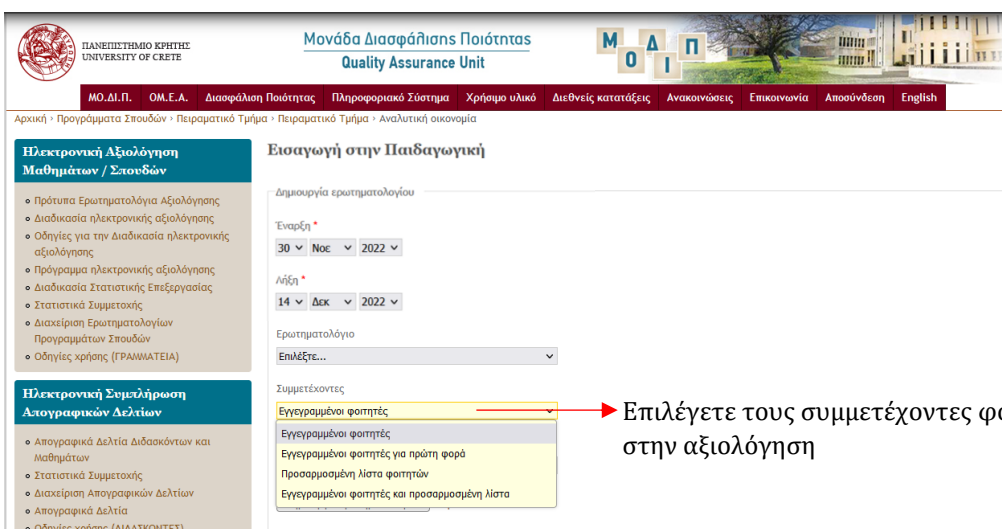 ΠΑΝΕΠΙΣΤΗΜΙΟ ΚΡΗΤΗΣ
UNIVERSITY OF CRETE
Μονάδα Διασφάλισης Ποιότητας
Quality Assurance Unit
Μ Ο Δ Ι Π
ΜΟ.ΔΙ.Π. ΟΜ.Ε.Α. Διασφάλιση Ποιότητας Πληροφοριακό Σύστημα Χρήσιμο υλικό Διεθνείς κατατάξεις Ανακοινώσεις Επικοινωνία Αποσύνδεση English
Αρχική › Προγράμματα Σπουδών › Πειραματικό Τμήμα › Πειραματικό Τμήμα › Αναλυτική οικονομία
Ηλεκτρονική Αξιολόγηση
Μαθημάτων / Σπουδών
Πρότυπα Ερωτηματολόγια Αξιολόγησης
Διαδικασία ηλεκτρονικής αξιολόγησης
Οδηγίες για την Διαδικασία ηλεκτρονικής
αξιολόγησης
Πρόγραμμα ηλεκτρονικής αξιολόγησης
Διαδικασία Στατιστικής Επεξεργασίας
Στατιστικά Συμμετοχής
Διαχείριση Ερωτηματολογίων
Προγραμμάτων Σπουδών
Οδηγίες χρήσης (ΓΡΑΜΜΑΤΕΙΑ)
Ηλεκτρονική Συμπλήρωση
Απογραφικών Δελτίων
Απογραφικά Δελτία Διδασκόντων και
Μαθημάτων
Στατιστικά Συμμετοχής
Διαχείριση Απογραφικών Δελτίων
Απογραφικά Δελτία
Οδηγίες χρήσης (ΔΙΔΑΣΚΟΝΤΕΣ)
Εισαγωγή στην Παιδαγωγική
Δημιουργία ερωτηματολογίου
Έναρξη *
30 Νοε 2022
Λήξη *
14 Δεκ 2022
Ερωτηματολόγιο
Επιλέξτε...
Συμμετέχοντες
Εγγεγραμμένοι φοιτητές
Εγγεγραμμένοι φοιτητές
Εγγεγραμμένοι φοιτητές για πρώτη φορά
Προσαρμοσμένη λίστα φοιτητών
Εγγεγραμμένοι φοιτητές και προσαρμοσμένη λίστα
Επιλέγετε τους συμμετέχοντες φο
στην αξιολόγηση